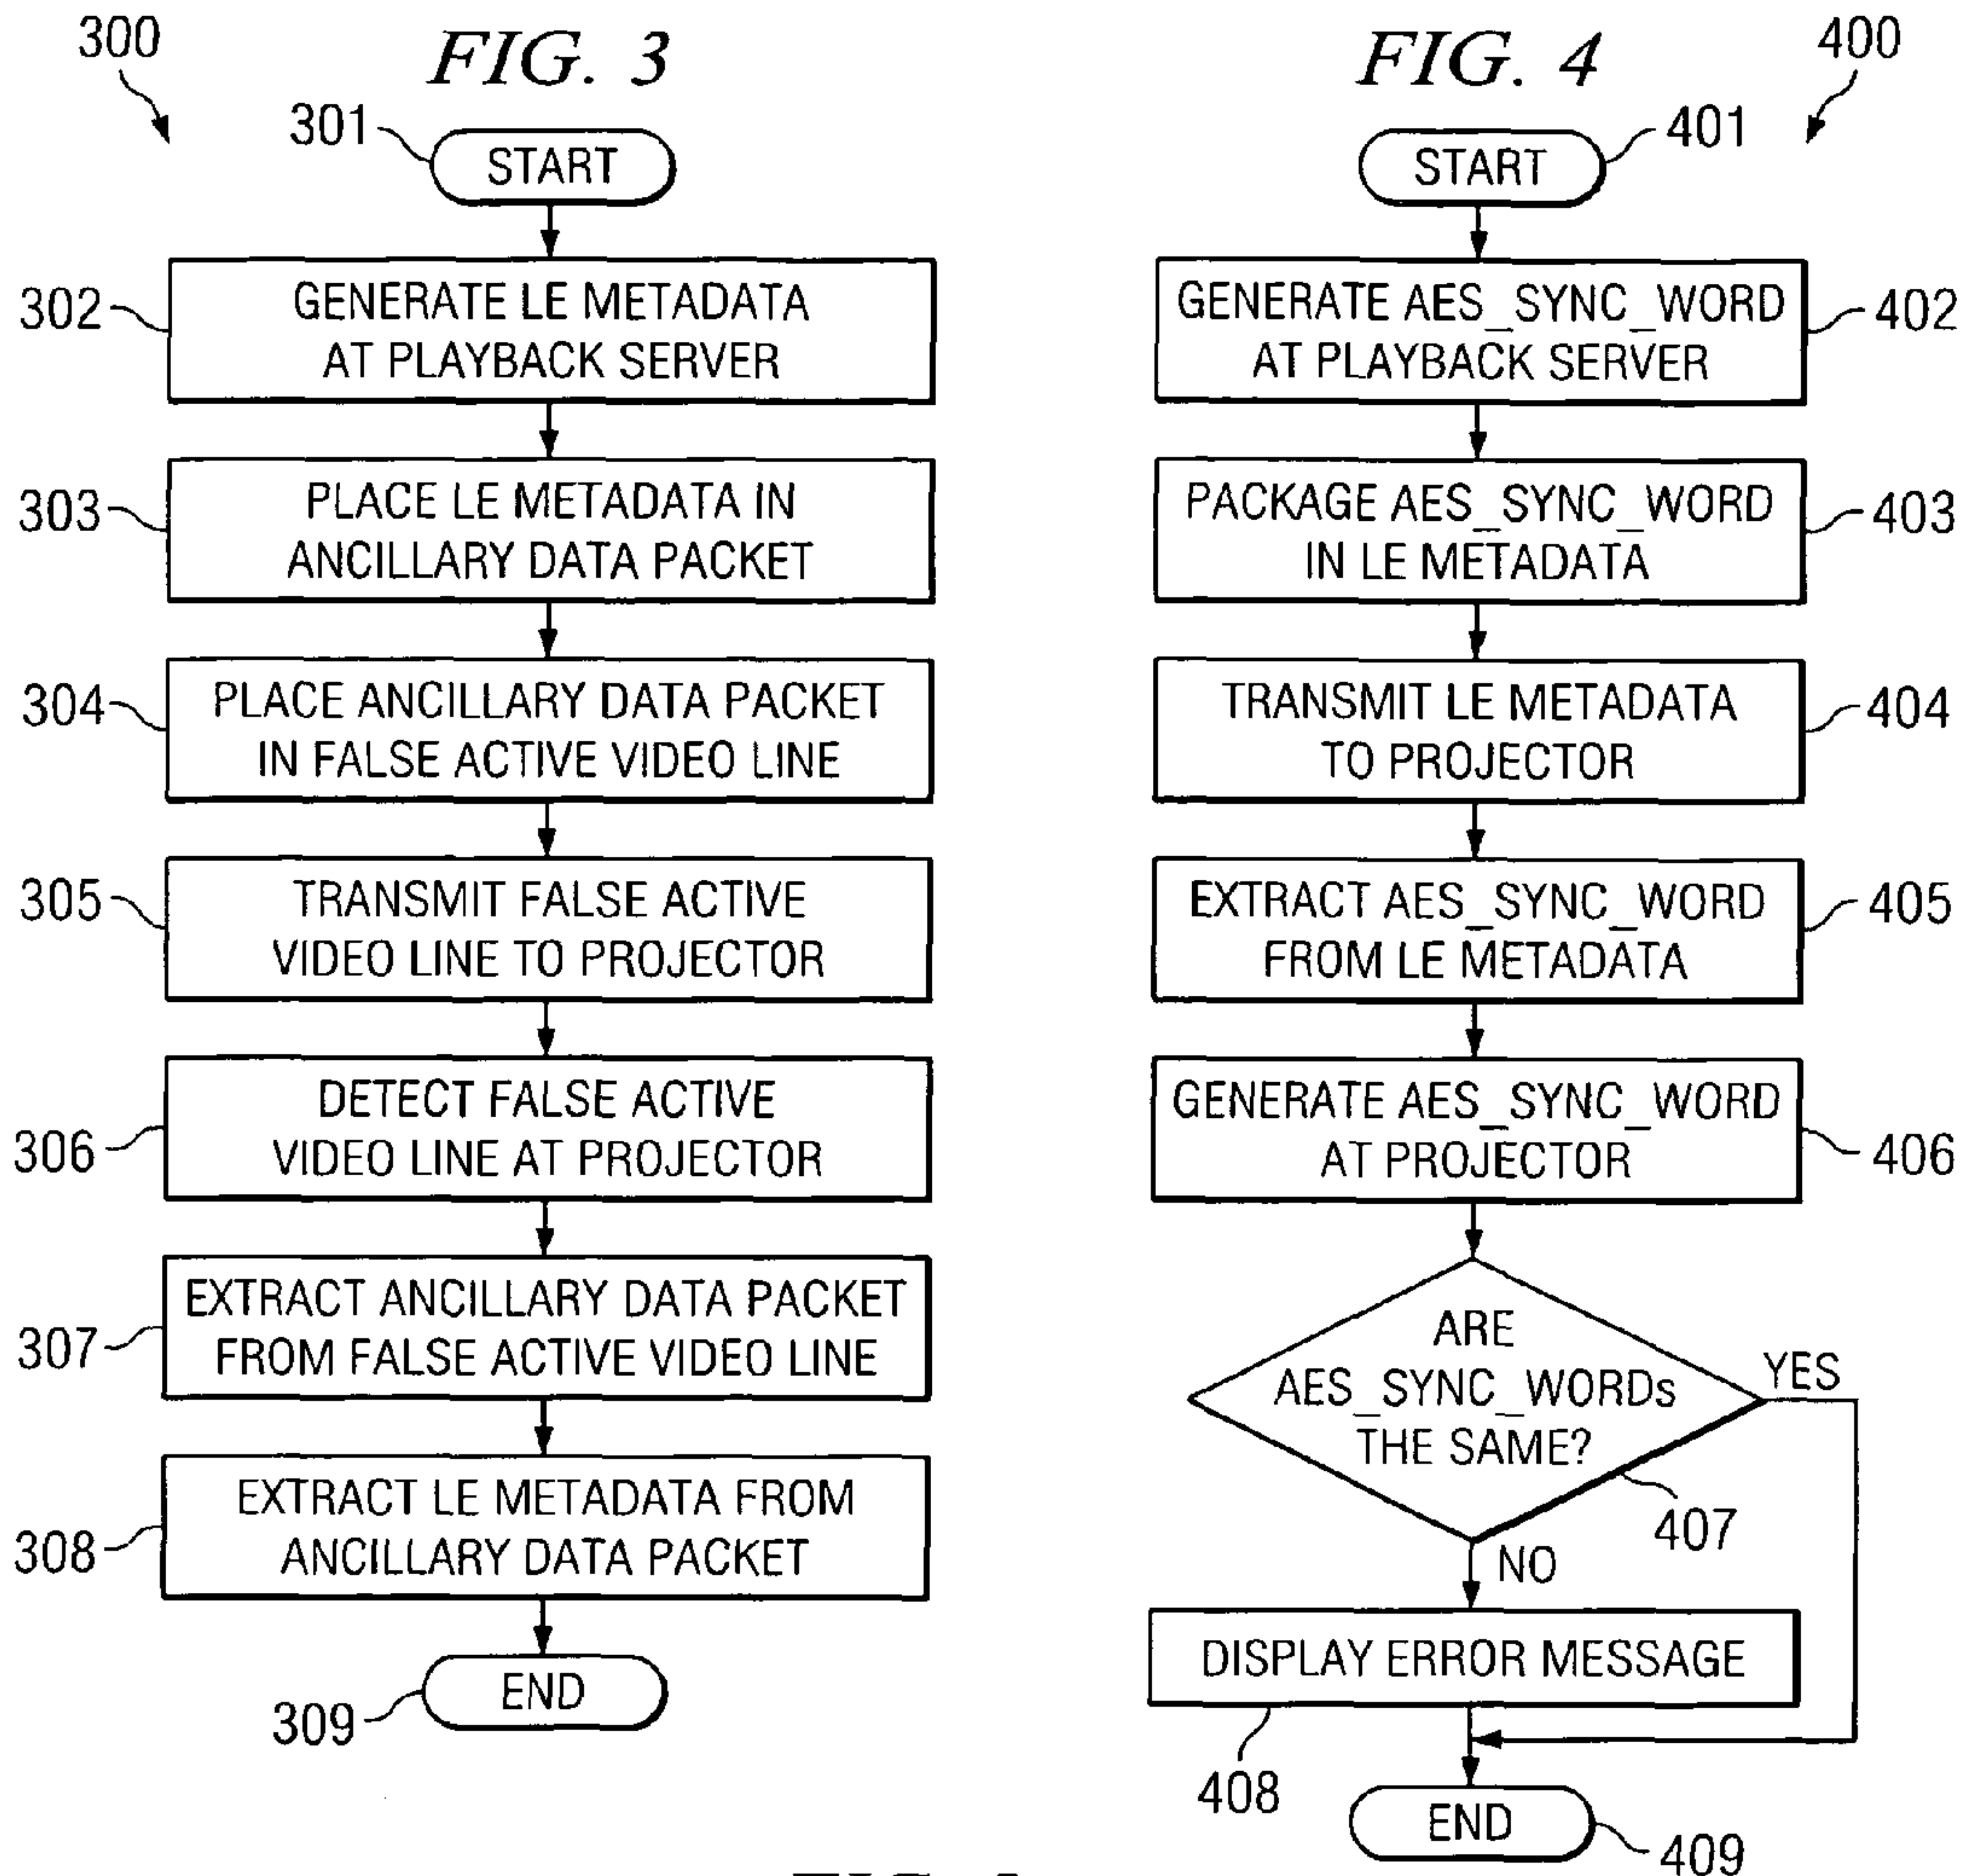 300
FIG. 3
301
START
302
GENERATE LE METADATA
AT PLAYBACK SERVER
303
PLACE LE METADATA IN
ANCILLARY DATA PACKET
304
PLACE ANCILLARY DATA PACKET
IN FALSE ACTIVE VIDEO LINE
305
TRANSMIT FALSE ACTIVE
VIDEO LINE TO PROJECTOR
306
DETECT FALSE ACTIVE
VIDEO LINE AT PROJECTOR
307
EXTRACT ANCILLARY DATA PACKET
FROM FALSE ACTIVE VIDEO LINE
308
EXTRACT LE METADATA FROM
ANCILLARY DATA PACKET
309
END
FIG. 4
400
START
401
GENERATE AES_SYNC_WORD
AT PLAYBACK SERVER
402
PACKAGE AES_SYNC_WORD
IN LE METADATA
403
TRANSMIT LE METADATA
TO PROJECTOR
404
EXTRACT AES_SYNC_WORD
FROM LE METADATA
405
GENERATE AES_SYNC_WORD
AT PROJECTOR
406
ARE
AES_SYNC_WORDs
THE SAME?
YES
407
NO
DISPLAY ERROR MESSAGE
408
END
409